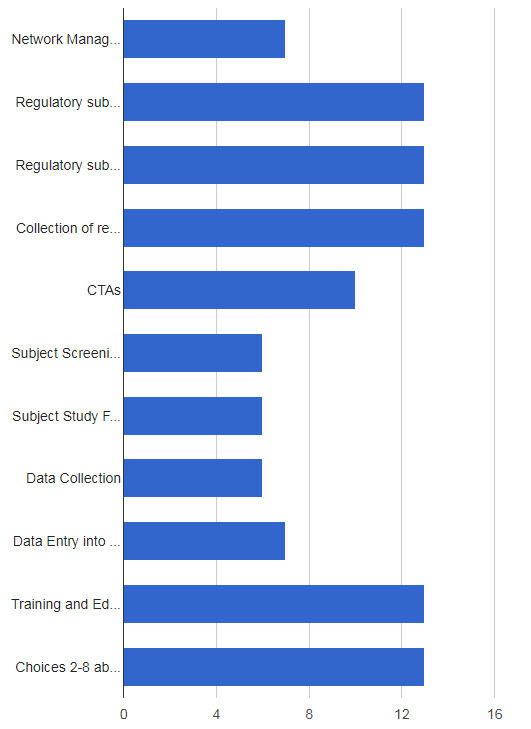 Network Manag...
Regulatory sub...
Regulatory sub...
Collection of re...
CTAs
Subject Screeni...
Subject Study F...
Data Collection
Data Entry into ...
Training and Ed...
Choices 2-8 ab...
0 4 8 12 16